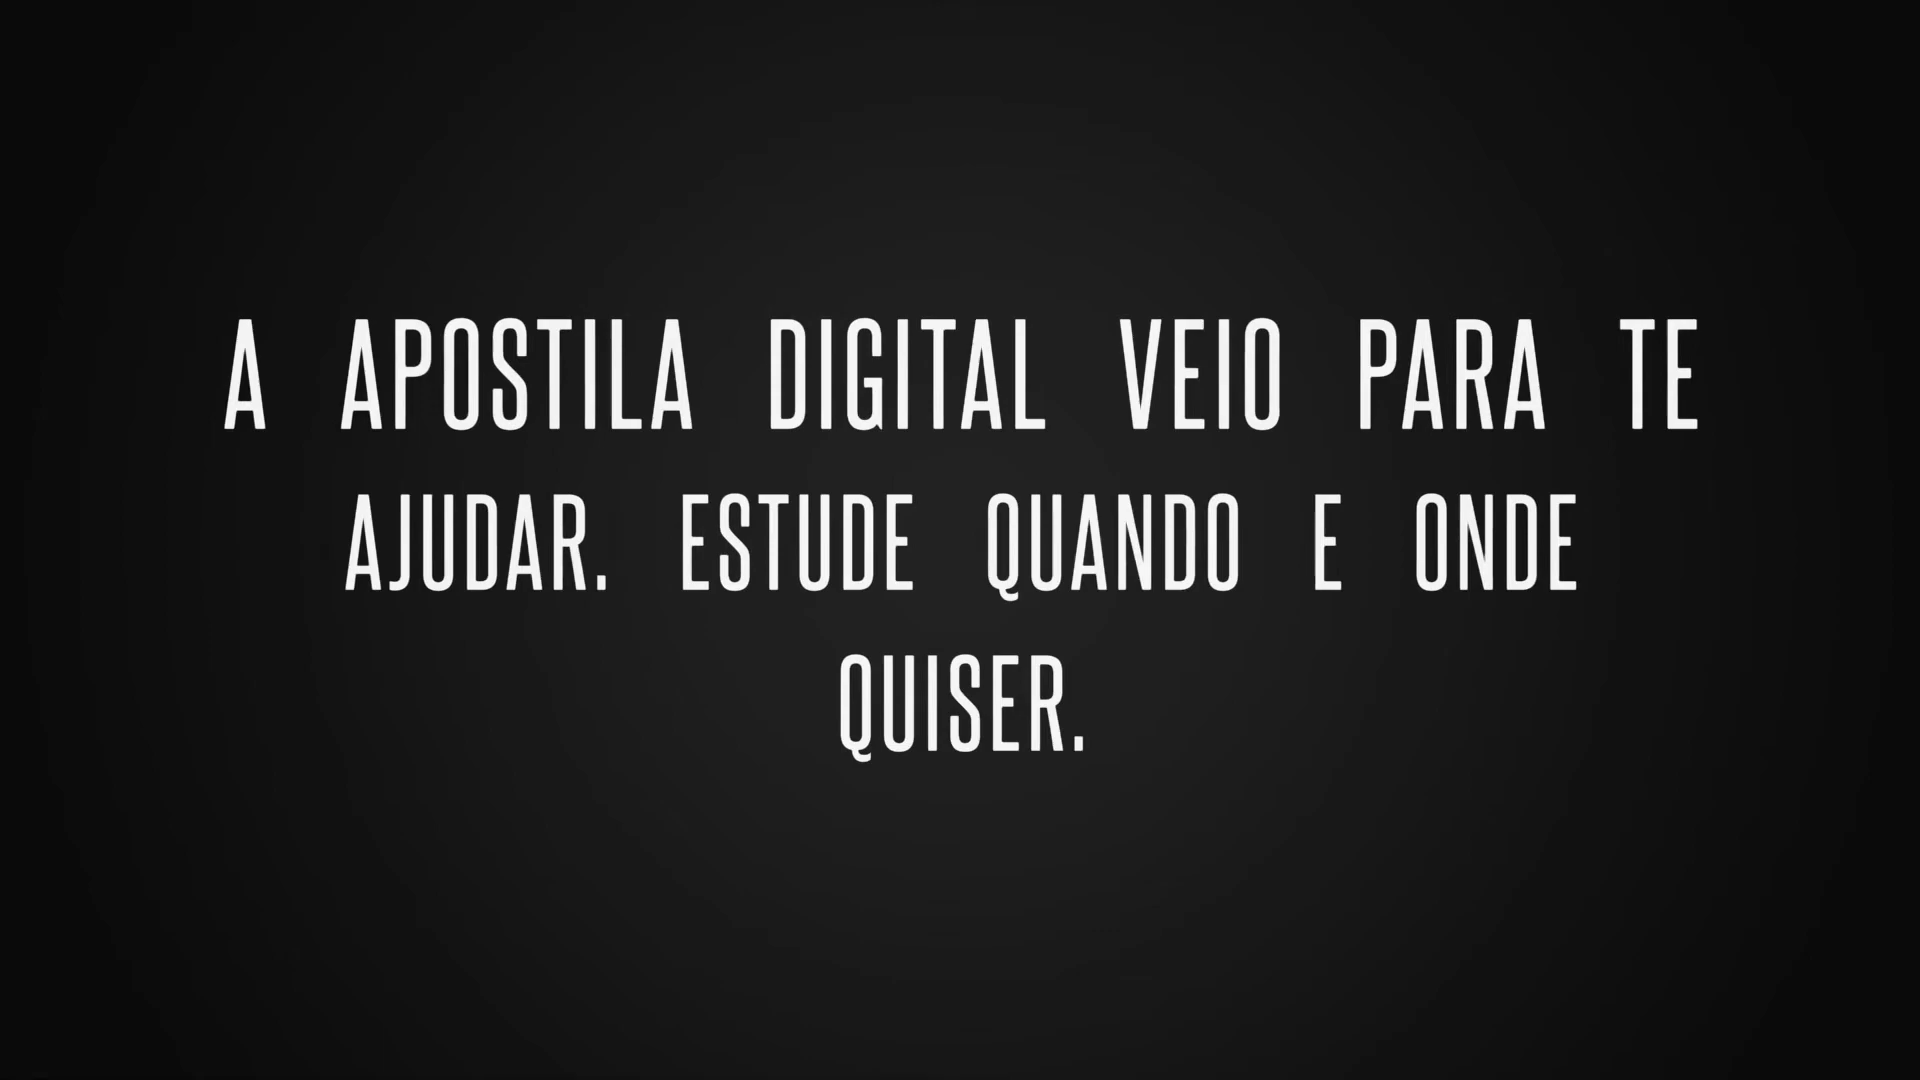 A APOSTILA DIGITAL VEIO PARA TE
AJUDAR. ESTUDE QUANDO E ONDE
QUISER.